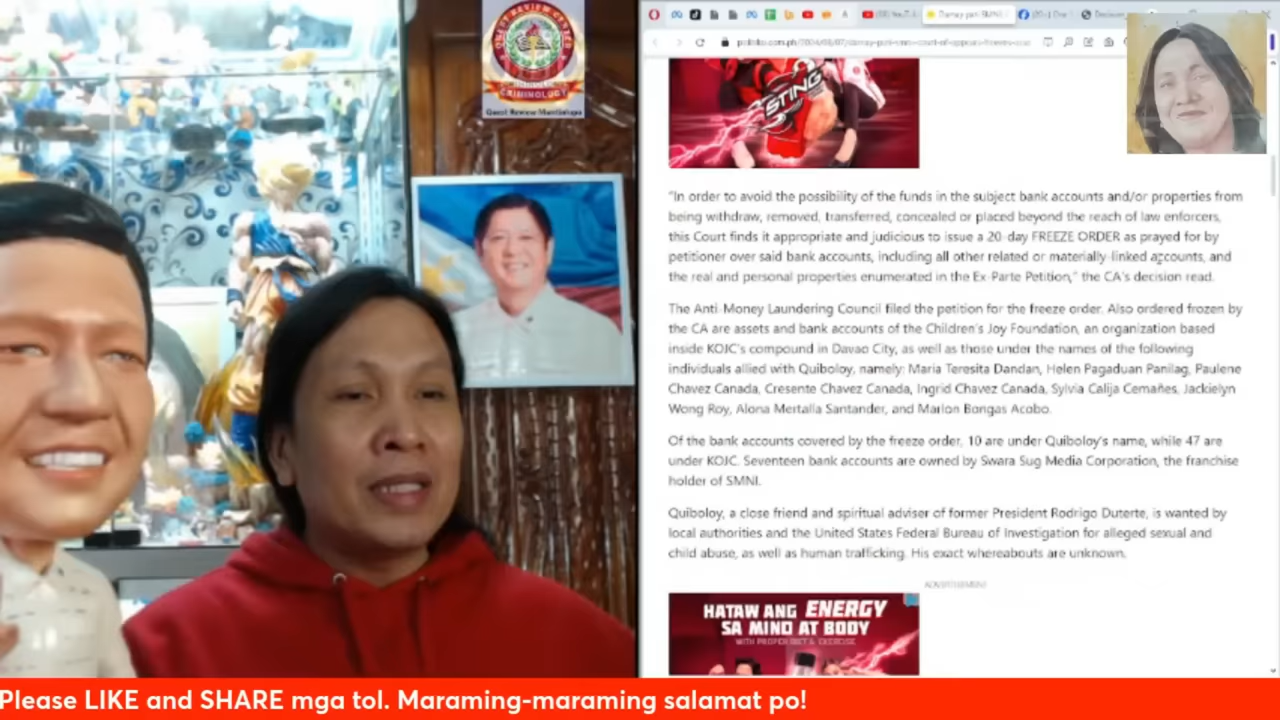 CRIMINOLOGY
Quest Review Muntinlupa
STING
"In order to avoid the possibility of the funds in the subject bank accounts and/or properties from
being withdraw, removed, transferred, concealed or placed beyond the reach of law enforcers,
this Court finds it appropriate and judicious to issue a 20-day FREEZE ORDER as prayed for by
petitioner over said bank accounts, including all other related or materially-linked accounts, and
the real and personal properties enumerated in the Ex-Parte Petition," the CA's decision read.
The Anti-Money Laundering Council filed the petition for the freeze order. Also ordered frozen by
the CA are assets and bank accounts of the Children's Joy Foundation, an organization based
inside KOJC's compound in Davao City, as well as those under the names of the following
individuals allied with Quiboloy, namely: Maria Teresita Dandan, Helen Pagaduan Panilag, Paulene
Chavez Canada, Cresente Chavez Canada, Ingrid Chavez Canada, Sylvia Calija Cemañes, Jackielyn
Wong Roy, Alona Mertalla Santander, and Marlon Bongas Acobo.
Of the bank accounts covered by the freeze order, 10 are under Quiboloy's name, while 47 are
under KOJC. Seventeen bank accounts are owned by Swara Sug Media Corporation, the franchise
holder of SMNI.
Quiboloy, a close friend and spiritual adviser of former President Rodrigo Duterte, is wanted by
local authorities and the United States Federal Bureau of Investigation for alleged sexual and
child abuse, as well as human trafficking. His exact whereabouts are unknown.
ADVERTISEMENT
HATAW ANG ENERGY
SA MIND AT BODY
WITH PROPER DIET & EXERCISE
Please LIKE and SHARE mga tol. Maraming-maraming salamat po!